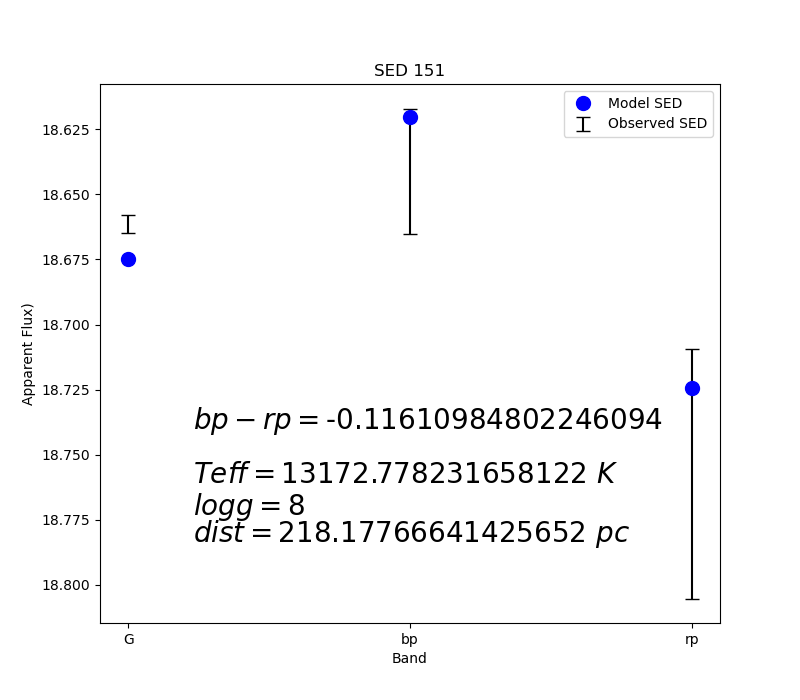 SED 151
Model SED
Observed SED
18.625
18.650
18.675
18.700
18.725
18.750
18.775
18.800
Apparent Flux)
bp − rp = -0.11610984802246094
Teff = 13172.778231658122 K
logg = 8
dist = 218.17766641425652 pc
G
bp
rp
Band